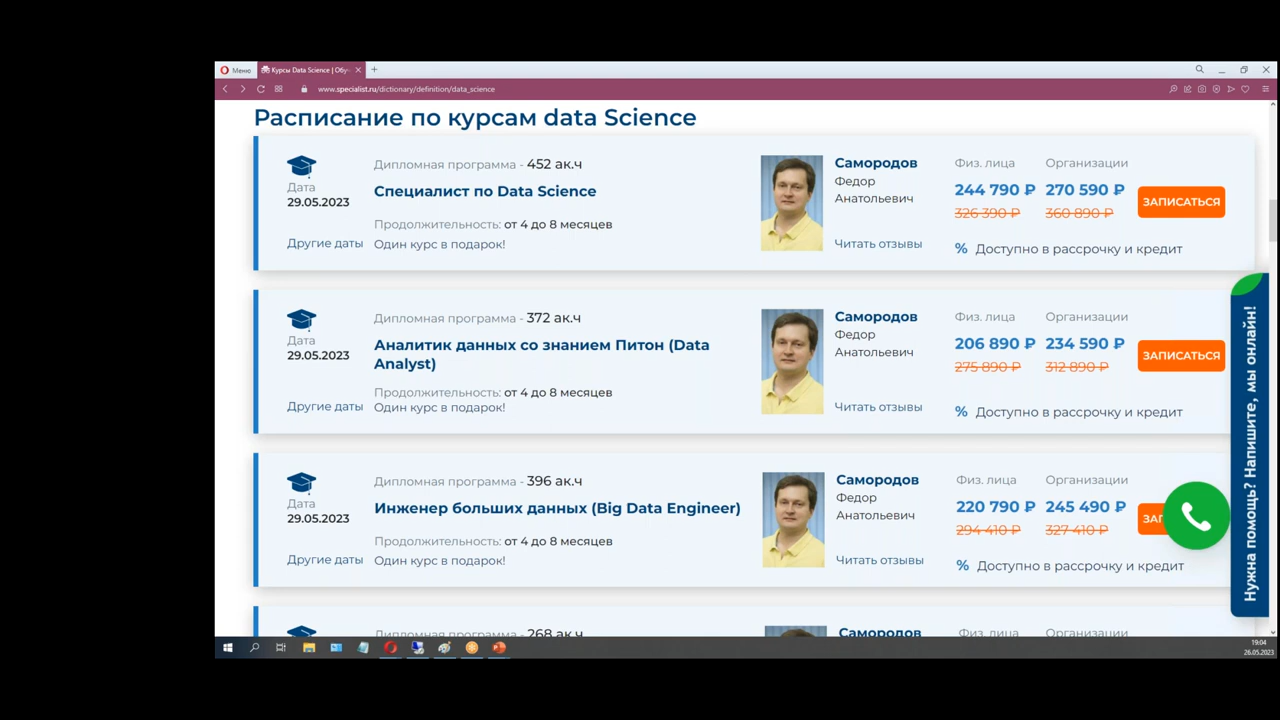 Меню
Курсы Data Science | Обу
www.specialist.ru/dictionary/definition/data_science
Расписание по курсам data Science
Дата
29.05.2023
Другие даты
Дипломная программа - 452 ак.ч
Специалист по Data Science
Продолжительность: от 4 до 8 месяцев
Один курс в подарок!
Самородов
Федор
Анатольевич
Читать отзывы
Физ. лица Организации
244 790 ₽ 270 590 ₽
326 390 ₽ 360 890 ₽
% Доступно в рассрочку и кредит
ЗАПИСАТЬСЯ
Дата
29.05.2023
Другие даты
Дипломная программа - 372 ак.ч
Аналитик данных со знанием Питон (Data
Analyst)
Продолжительность: от 4 до 8 месяцев
Один курс в подарок!
Самородов
Федор
Анатольевич
Читать отзывы
Физ. лица Организации
206 890 ₽ 234 590 ₽
275 890 ₽ 312 890 ₽
% Доступно в рассрочку и кредит
ЗАПИСАТЬСЯ
Дата
29.05.2023
Другие даты
Дипломная программа - 396 ак.ч
Инженер больших данных (Big Data Engineer)
Продолжительность: от 4 до 8 месяцев
Один курс в подарок!
Самородов
Федор
Анатольевич
Читать отзывы
Физ. лица Организации
220 790 ₽ 245 490 ₽
294 410 ₽ 327 410 ₽
% Доступно в рассрочку и кредит
ЗАП
Дипломная программа - 268 ак.ч
Самородов
Физ. лица Организации
Нужна помощь? Напишите, мы онлайн!
19:04
26.05.2023